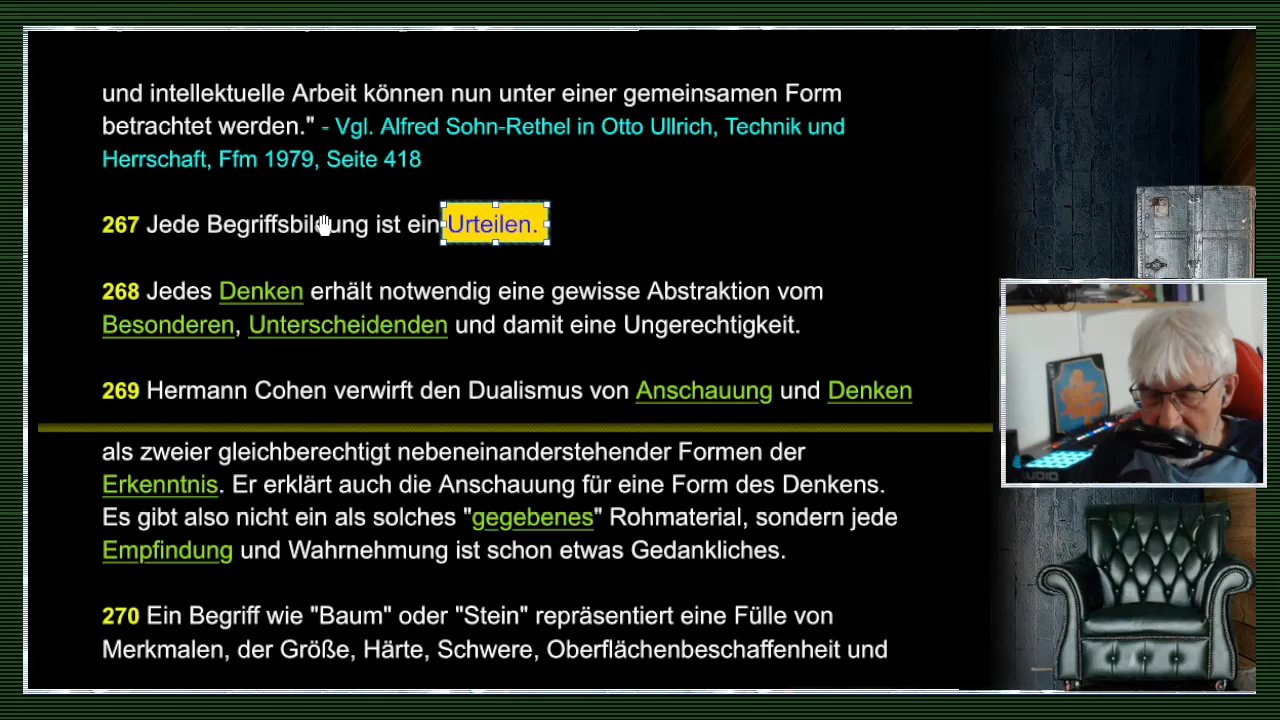 und intellektuelle Arbeit können nun unter einer gemeinsamen Form
betrachtet werden." - Vgl. Alfred Sohn-Rethel in Otto Ullrich, Technik und
Herrschaft, Ffm 1979, Seite 418
267 Jede Begriffsbildung ist ein Urteilen.
268 Jedes Denken erhält notwendig eine gewisse Abstraktion vom
Besonderen, Unterscheidenden und damit eine Ungerechtigkeit.
269 Hermann Cohen verwirft den Dualismus von Anschauung und Denken
als zweier gleichberechtigt nebeneinanderstehender Formen der
Erkenntnis. Er erklärt auch die Anschauung für eine Form des Denkens.
Es gibt also nicht ein als solches "gegebenes" Rohmaterial, sondern jede
Empfindung und Wahrnehmung ist schon etwas Gedankliches.
270 Ein Begriff wie "Baum" oder "Stein" repräsentiert eine Fülle von
Merkmalen, der Größe, Härte, Schwere, Oberflächenbeschaffenheit und